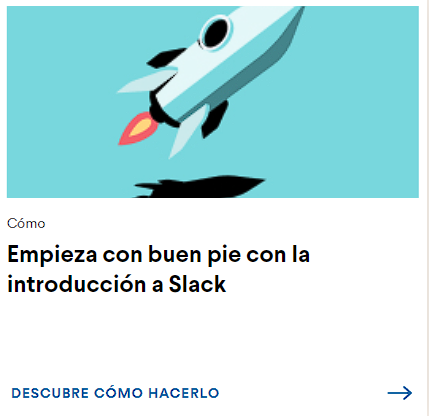 Cómo
Empieza con buen pie con la
introducción a Slack
DESCUBRE CÓMO HACERLO